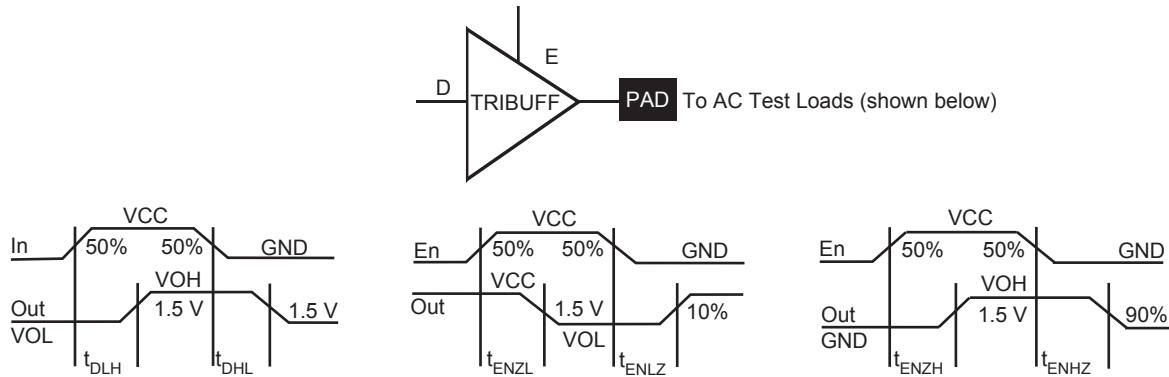 E
D
TRIBUFF
PAD To AC Test Loads (shown below)
VCC
In 50% 50% GND
VOH
Out 1.5 V 1.5 V
VOL
tDLH tDHL
VCC
En 50% 50% GND
VCC
Out 1.5 V 10%
VOL
tENZL tENLZ
VCC
En 50% 50% GND
VOH
Out 1.5 V 90%
GND
tENZH tENHZ